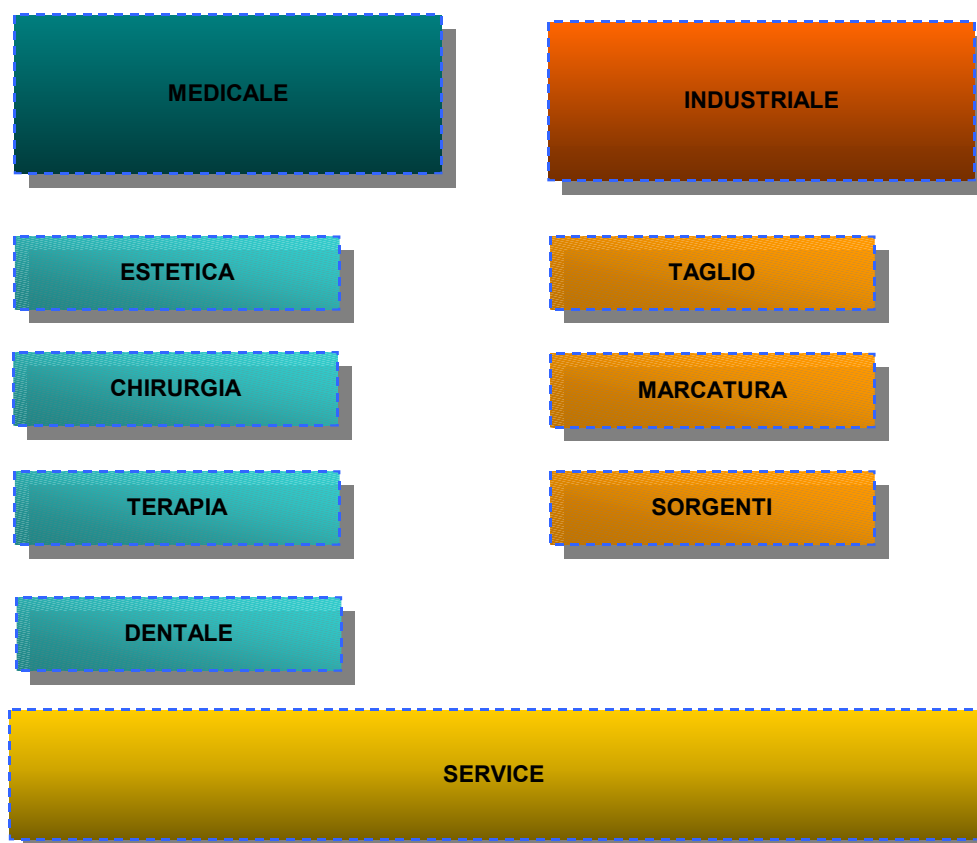 MEDICALE
INDUSTRIALE
ESTETICA
TAGLIO
CHIRURGIA
MARCATURA
TERAPIA
SORGENTI
DENTALE
SERVICE